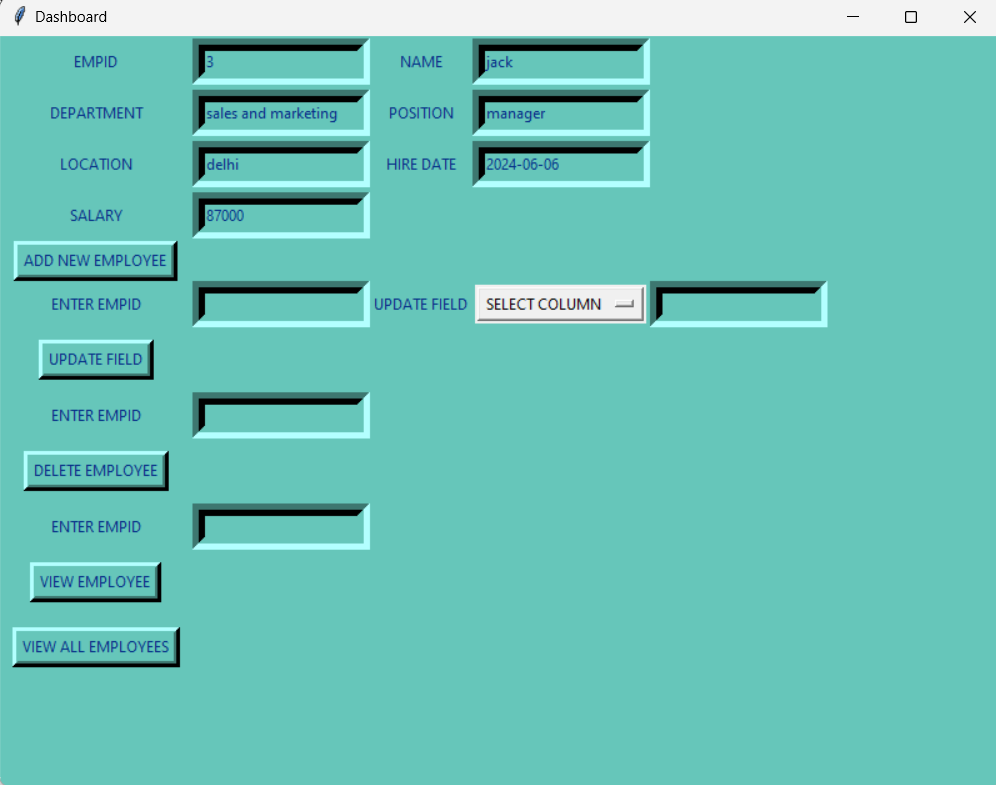 Dashboard
EMPID 3 NAME jack
DEPARTMENT sales and marketing POSITION manager
LOCATION delhi HIRE DATE 2024-06-06
SALARY 87000
ADD NEW EMPLOYEE
ENTER EMPID UPDATE FIELD SELECT COLUMN
UPDATE FIELD
ENTER EMPID
DELETE EMPLOYEE
ENTER EMPID
VIEW EMPLOYEE
VIEW ALL EMPLOYEES